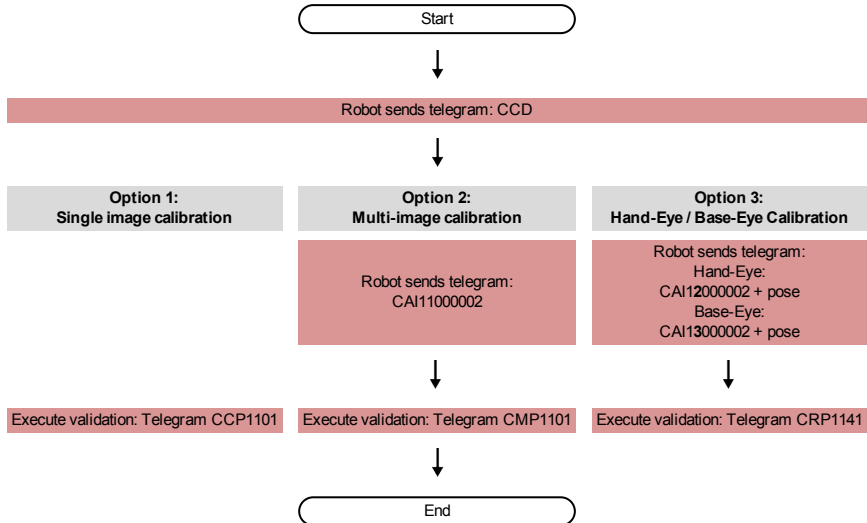 Start
Robot sends telegram: CCD
Option 1:
Single image calibration
Option 2:
Multi-image calibration
Option 3:
Hand-Eye / Base-Eye Calibration
Robot sends telegram:
CAI11000002
Robot sends telegram:
Hand-Eye:
CAI12000002 + pose
Base-Eye:
CAI13000002 + pose
Execute validation: Telegram CCP1101
Execute validation: Telegram CMP1101
Execute validation: Telegram CRP1141
End